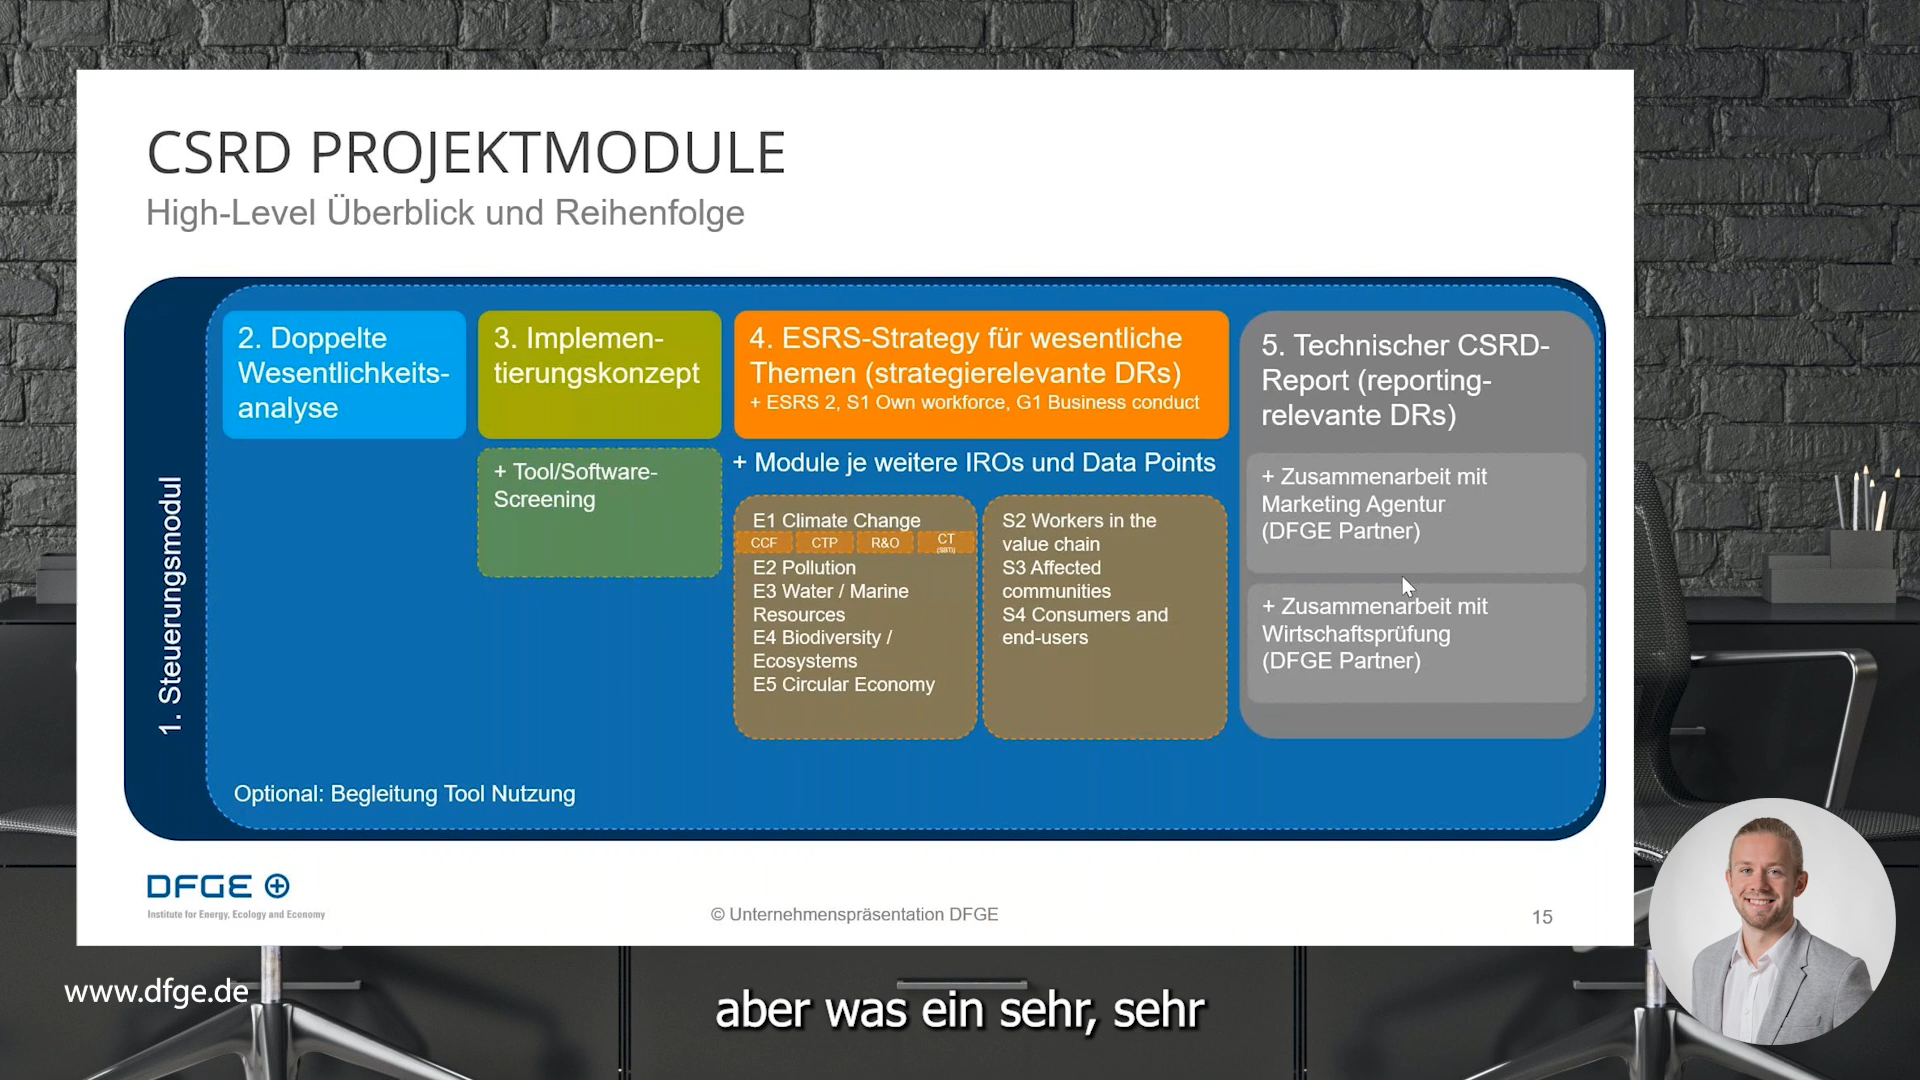 CSRD PROJEKTMODULE
High-Level Überblick und Reihenfolge
1. Steuerungsmodul
2. Doppelte
Wesentlichkeits-
analyse
3. Implemen-
tierungskonzept
+ Tool/Software-
Screening
4. ESRS-Strategy für wesentliche
Themen (strategierelevante DRs)
+ ESRS 2, S1 Own workforce, G1 Business conduct
+ Module je weitere IROs und Data Points
E1 Climate Change
CCF
CTP
R&O
CT
(SBTi)
E2 Pollution
E3 Water / Marine
Resources
E4 Biodiversity /
Ecosystems
E5 Circular Economy
S2 Workers in the
value chain
S3 Affected
communities
S4 Consumers and
end-users
5. Technischer CSRD-
Report (reporting-
relevante DRs)
+ Zusammenarbeit mit
Marketing Agentur
(DFGE Partner)
+ Zusammenarbeit mit
Wirtschaftsprüfung
(DFGE Partner)
Optional: Begleitung Tool Nutzung
DFGE
Institute for Energy, Ecology and Economy
© Unternehmenspräsentation DFGE
15
www.dfge.de
aber was ein sehr, sehr